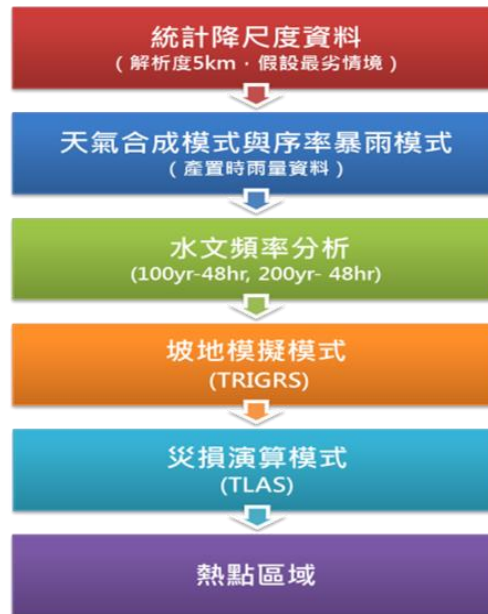 統計降尺度資料
(解析度5km,假設最劣情境)
天氣合成模式與序率暴雨模式
(產置時雨量資料)
水文頻率分析
(100yr-48hr, 200yr- 48hr)
坡地模擬模式
(TRIGRS)
災損演算模式
(TLAS)
熱點區域